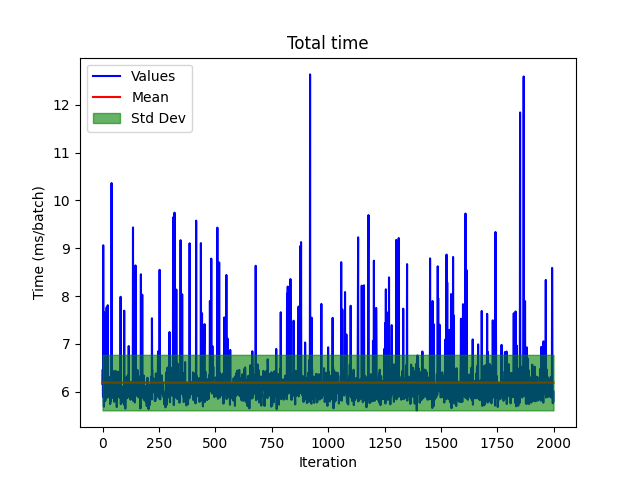 Total time
Values
Mean
Std Dev
Time (ms/batch)
12
11
10
9
8
7
6
0 250 500 750 1000 1250 1500 1750 2000
Iteration